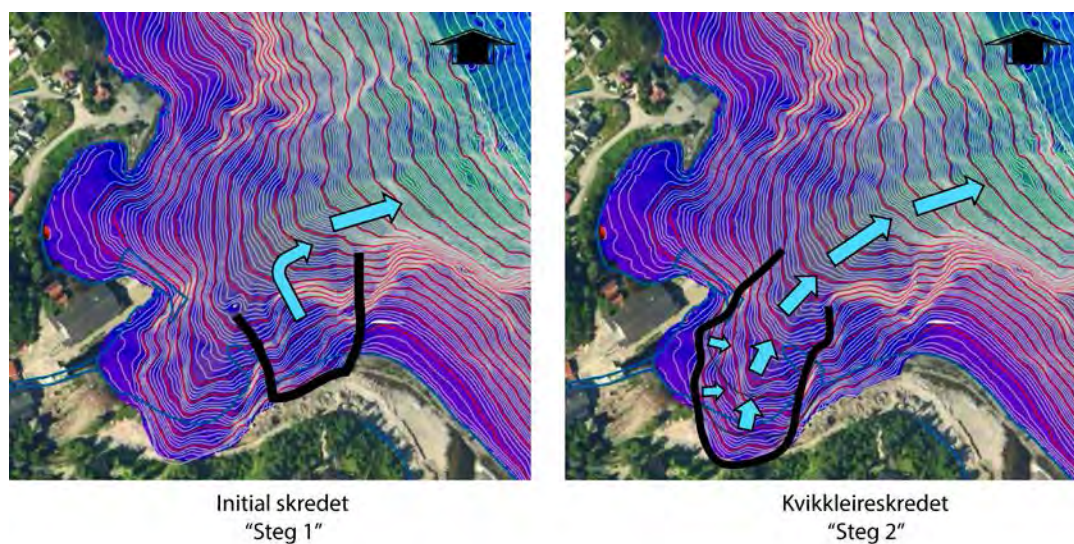 Initial skredet
"Steg 1"
Kvikkleireskredet
"Steg 2"